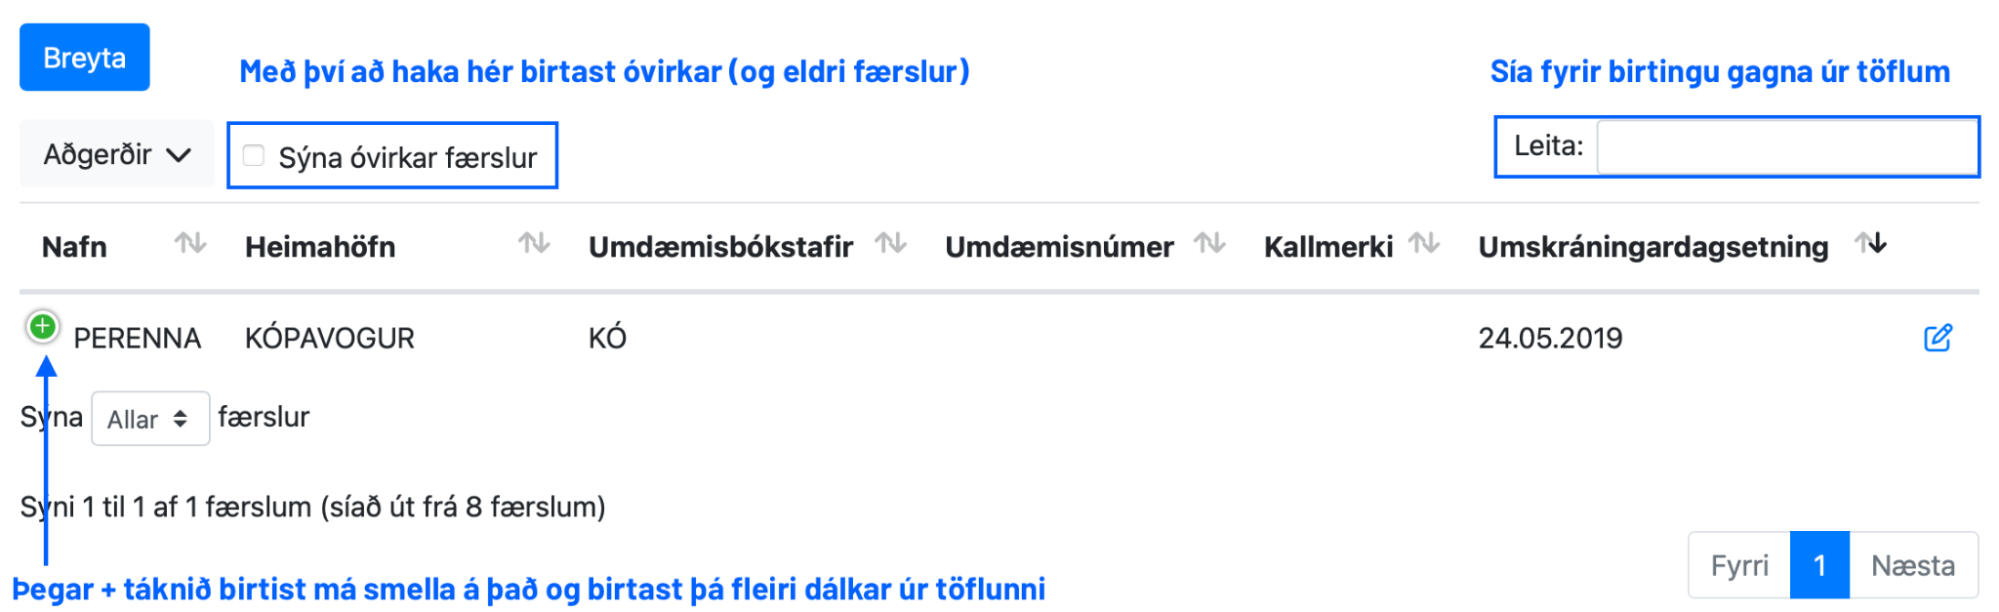 Breyta
Með því að haka hér birtast óvirkar (og eldri færslur)
Sía fyrir birtingu gagna úr töflum
Aðgerðir
Sýna óvirkar færslur
Leita:
Nafn Heimahöfn Umdæmisbókstafir Umdæmisnúmer Kallmerki Umskráningardagsetning
PERENNA KÓPAVOGUR KÓ 24.05.2019
Sýna Allar færslur
Sýni 1 til 1 af 1 færslum (síað út frá 8 færslum)
Fyrri 1 Næsta
Þegar + táknið birtist má smella á það og birtast þá fleiri dálkar úr töflunni